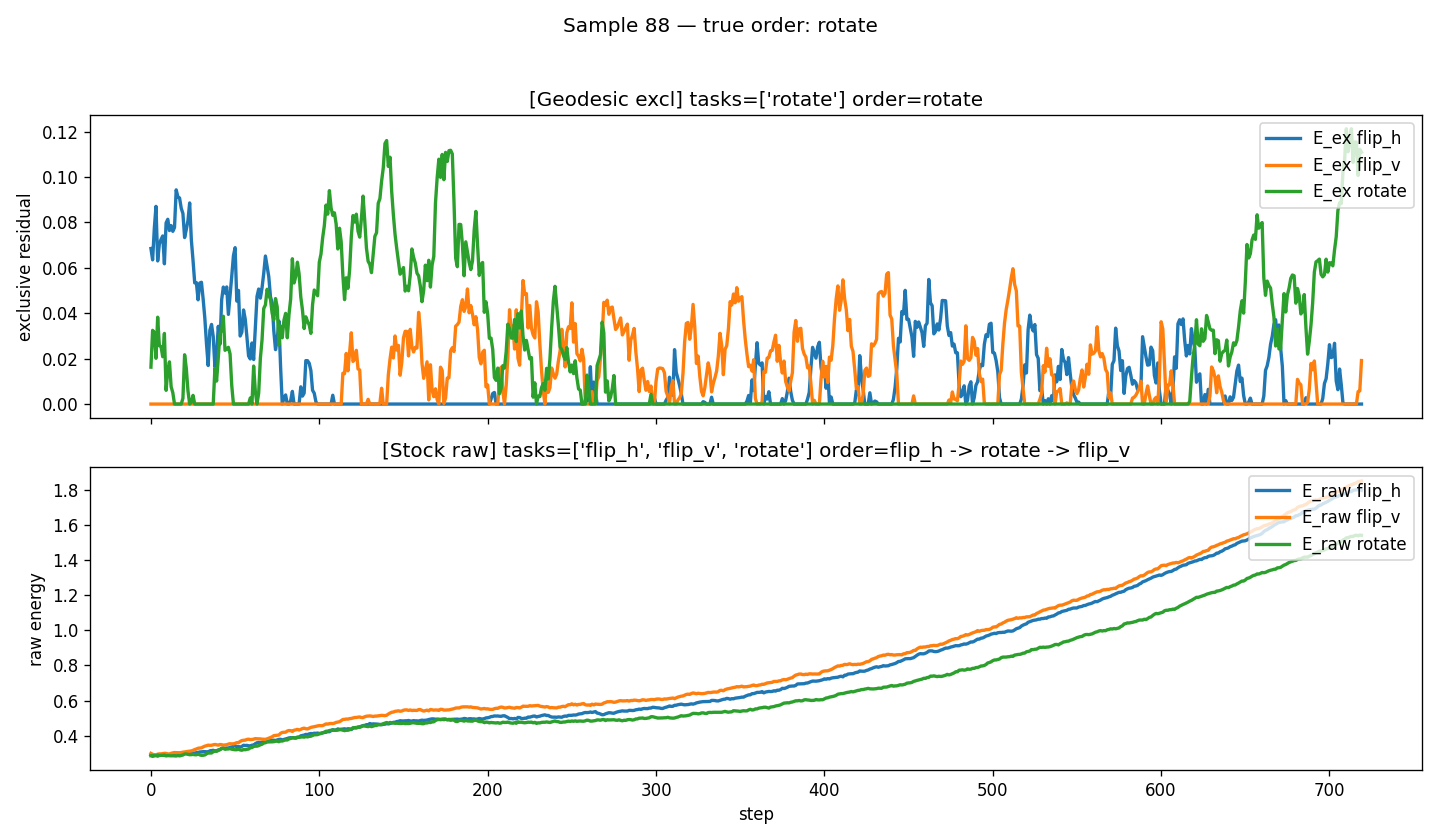 Sample 88 — true order: rotate
[Geodesic excl] tasks=['rotate'] order=rotate
exclusive residual
0.12
0.10
0.08
0.06
0.04
0.02
0.00
E_ex flip_h
E_ex flip_v
E_ex rotate
[Stock raw] tasks=['flip_h', 'flip_v', 'rotate'] order=flip_h -> rotate -> flip_v
raw energy
1.8
1.6
1.4
1.2
1.0
0.8
0.6
0.4
E_raw flip_h
E_raw flip_v
E_raw rotate
0 100 200 300 400 500 600 700
step